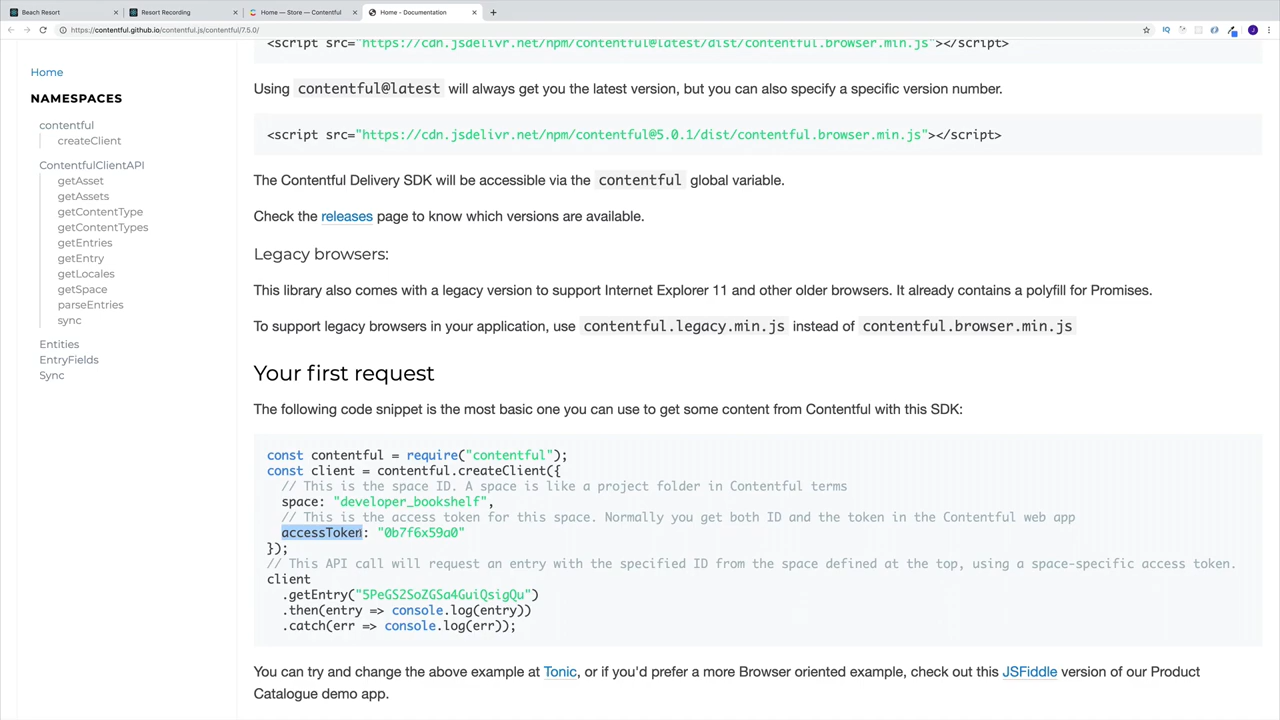 Beach Resort
Resort Recording
Home — Store — Contentful
Home - Documentation
https://contentful.github.io/contentful.js/contentful/7.5.0/
Home
NAMESPACES
contentful
createClient
ContentfulClientAPI
getAsset
getAssets
getContentType
getContentTypes
getEntries
getEntry
getLocales
getSpace
parseEntries
sync
Entities
EntryFields
Sync
<script src="https://cdn.jsdelivr.net/npm/contentful@latest/dist/contentful.browser.min.js"></script>
Using contentful@latest will always get you the latest version, but you can also specify a specific version number.
<script src="https://cdn.jsdelivr.net/npm/contentful@5.0.1/dist/contentful.browser.min.js"></script>
The Contentful Delivery SDK will be accessible via the contentful global variable.
Check the releases page to know which versions are available.
Legacy browsers:
This library also comes with a legacy version to support Internet Explorer 11 and other older browsers. It already contains a polyfill for Promises.
To support legacy browsers in your application, use contentful.legacy.min.js instead of contentful.browser.min.js
Your first request
The following code snippet is the most basic one you can use to get some content from Contentful with this SDK:
const contentful = require("contentful");
const client = contentful.createClient({
// This is the space ID. A space is like a project folder in Contentful terms
space: "developer_bookshelf",
// This is the access token for this space. Normally you get both ID and the token in the Contentful web app
accessToken: "0b7f6x59a0"
});
// This API call will request an entry with the specified ID from the space defined at the top, using a space-specific access token.
client
.getEntry("5PeGS2SoZGSa4GuiQsigQu")
.then(entry => console.log(entry))
.catch(err => console.log(err));
You can try and change the above example at Tonic, or if you'd prefer a more Browser oriented example, check out this JSFiddle version of our Product
Catalogue demo app.